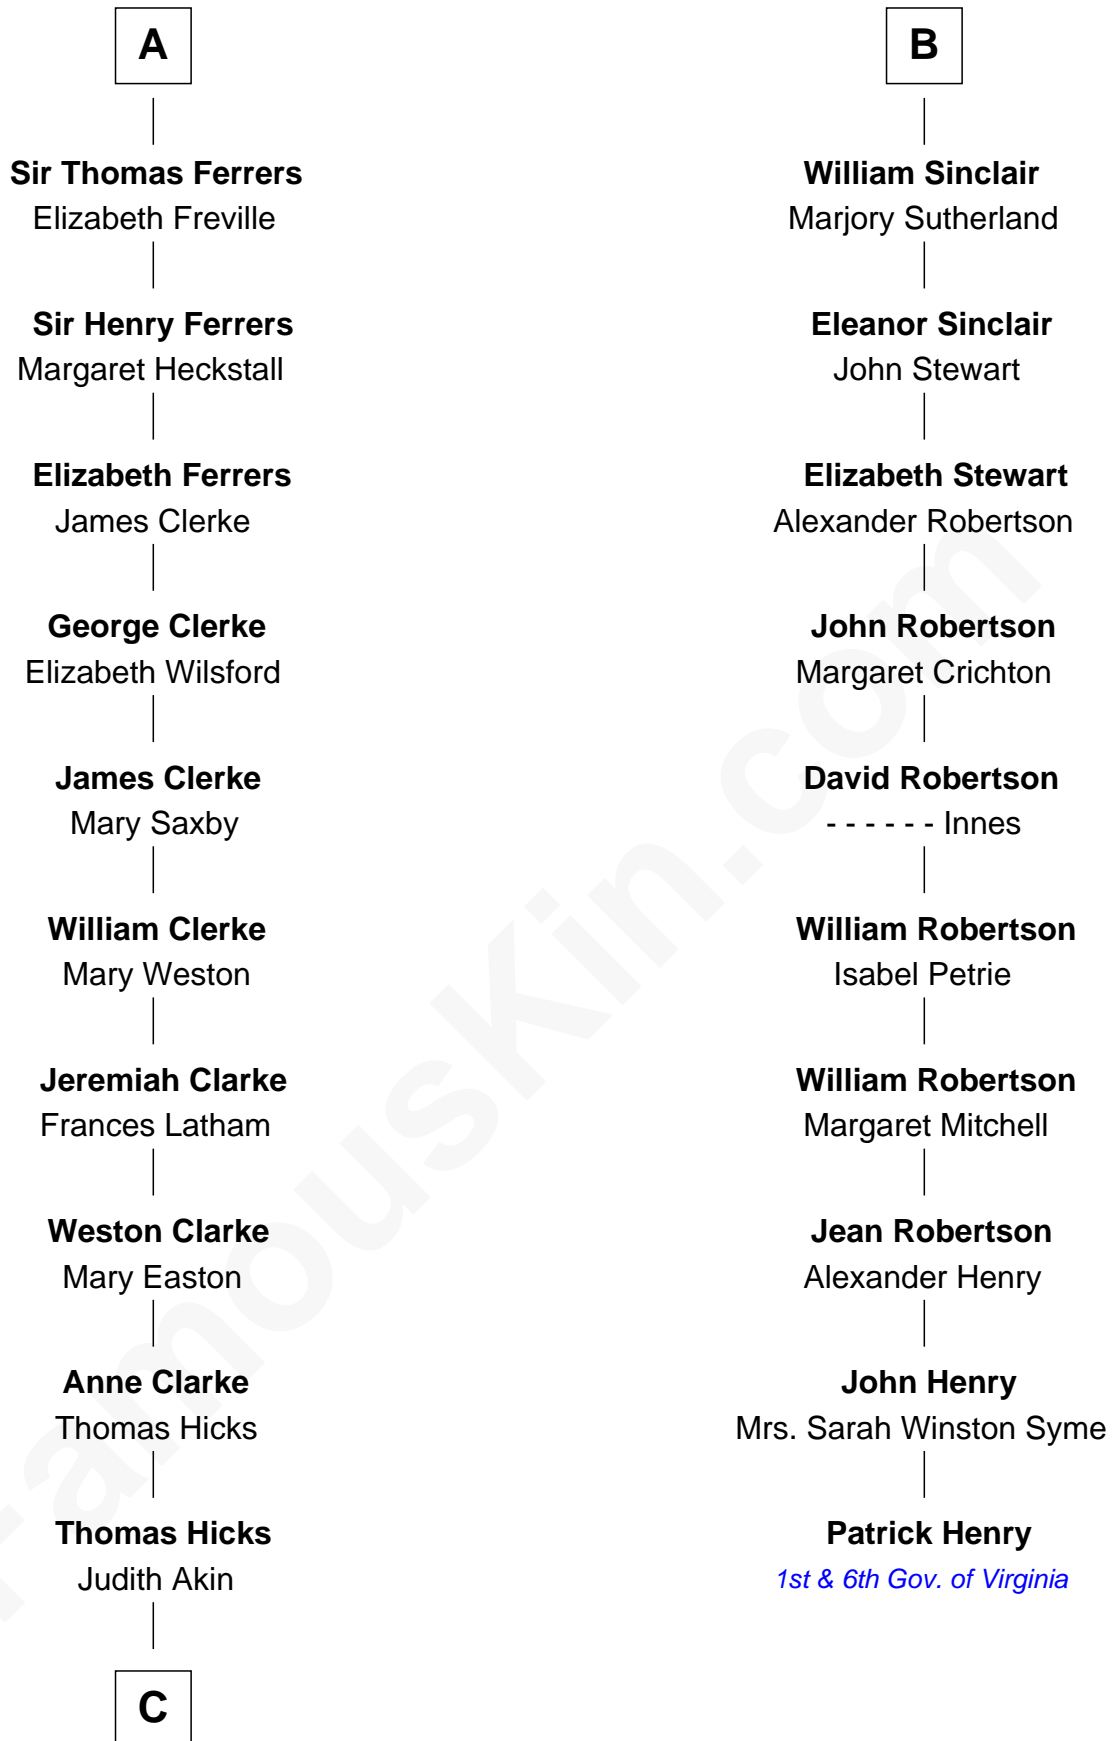 A
Sir Thomas Ferrers
Elizabeth Freville
Sir Henry Ferrers
Margaret Heckstall
Elizabeth Ferrers
James Clerke
George Clerke
Elizabeth Wilsford
James Clerke
Mary Saxby
William Clerke
Mary Weston
Jeremiah Clarke
Frances Latham
Weston Clarke
Mary Easton
Anne Clarke
Thomas Hicks
Thomas Hicks
Judith Akin
C
B
William Sinclair
Marjory Sutherland
Eleanor Sinclair
John Stewart
Elizabeth Stewart
Alexander Robertson
John Robertson
Margaret Crichton
David Robertson
- - - - - - Innes
William Robertson
Isabel Petrie
William Robertson
Margaret Mitchell
Jean Robertson
Alexander Henry
John Henry
Mrs. Sarah Winston Syme
Patrick Henry
1st & 6th Gov. of Virginia
FamousKin.com